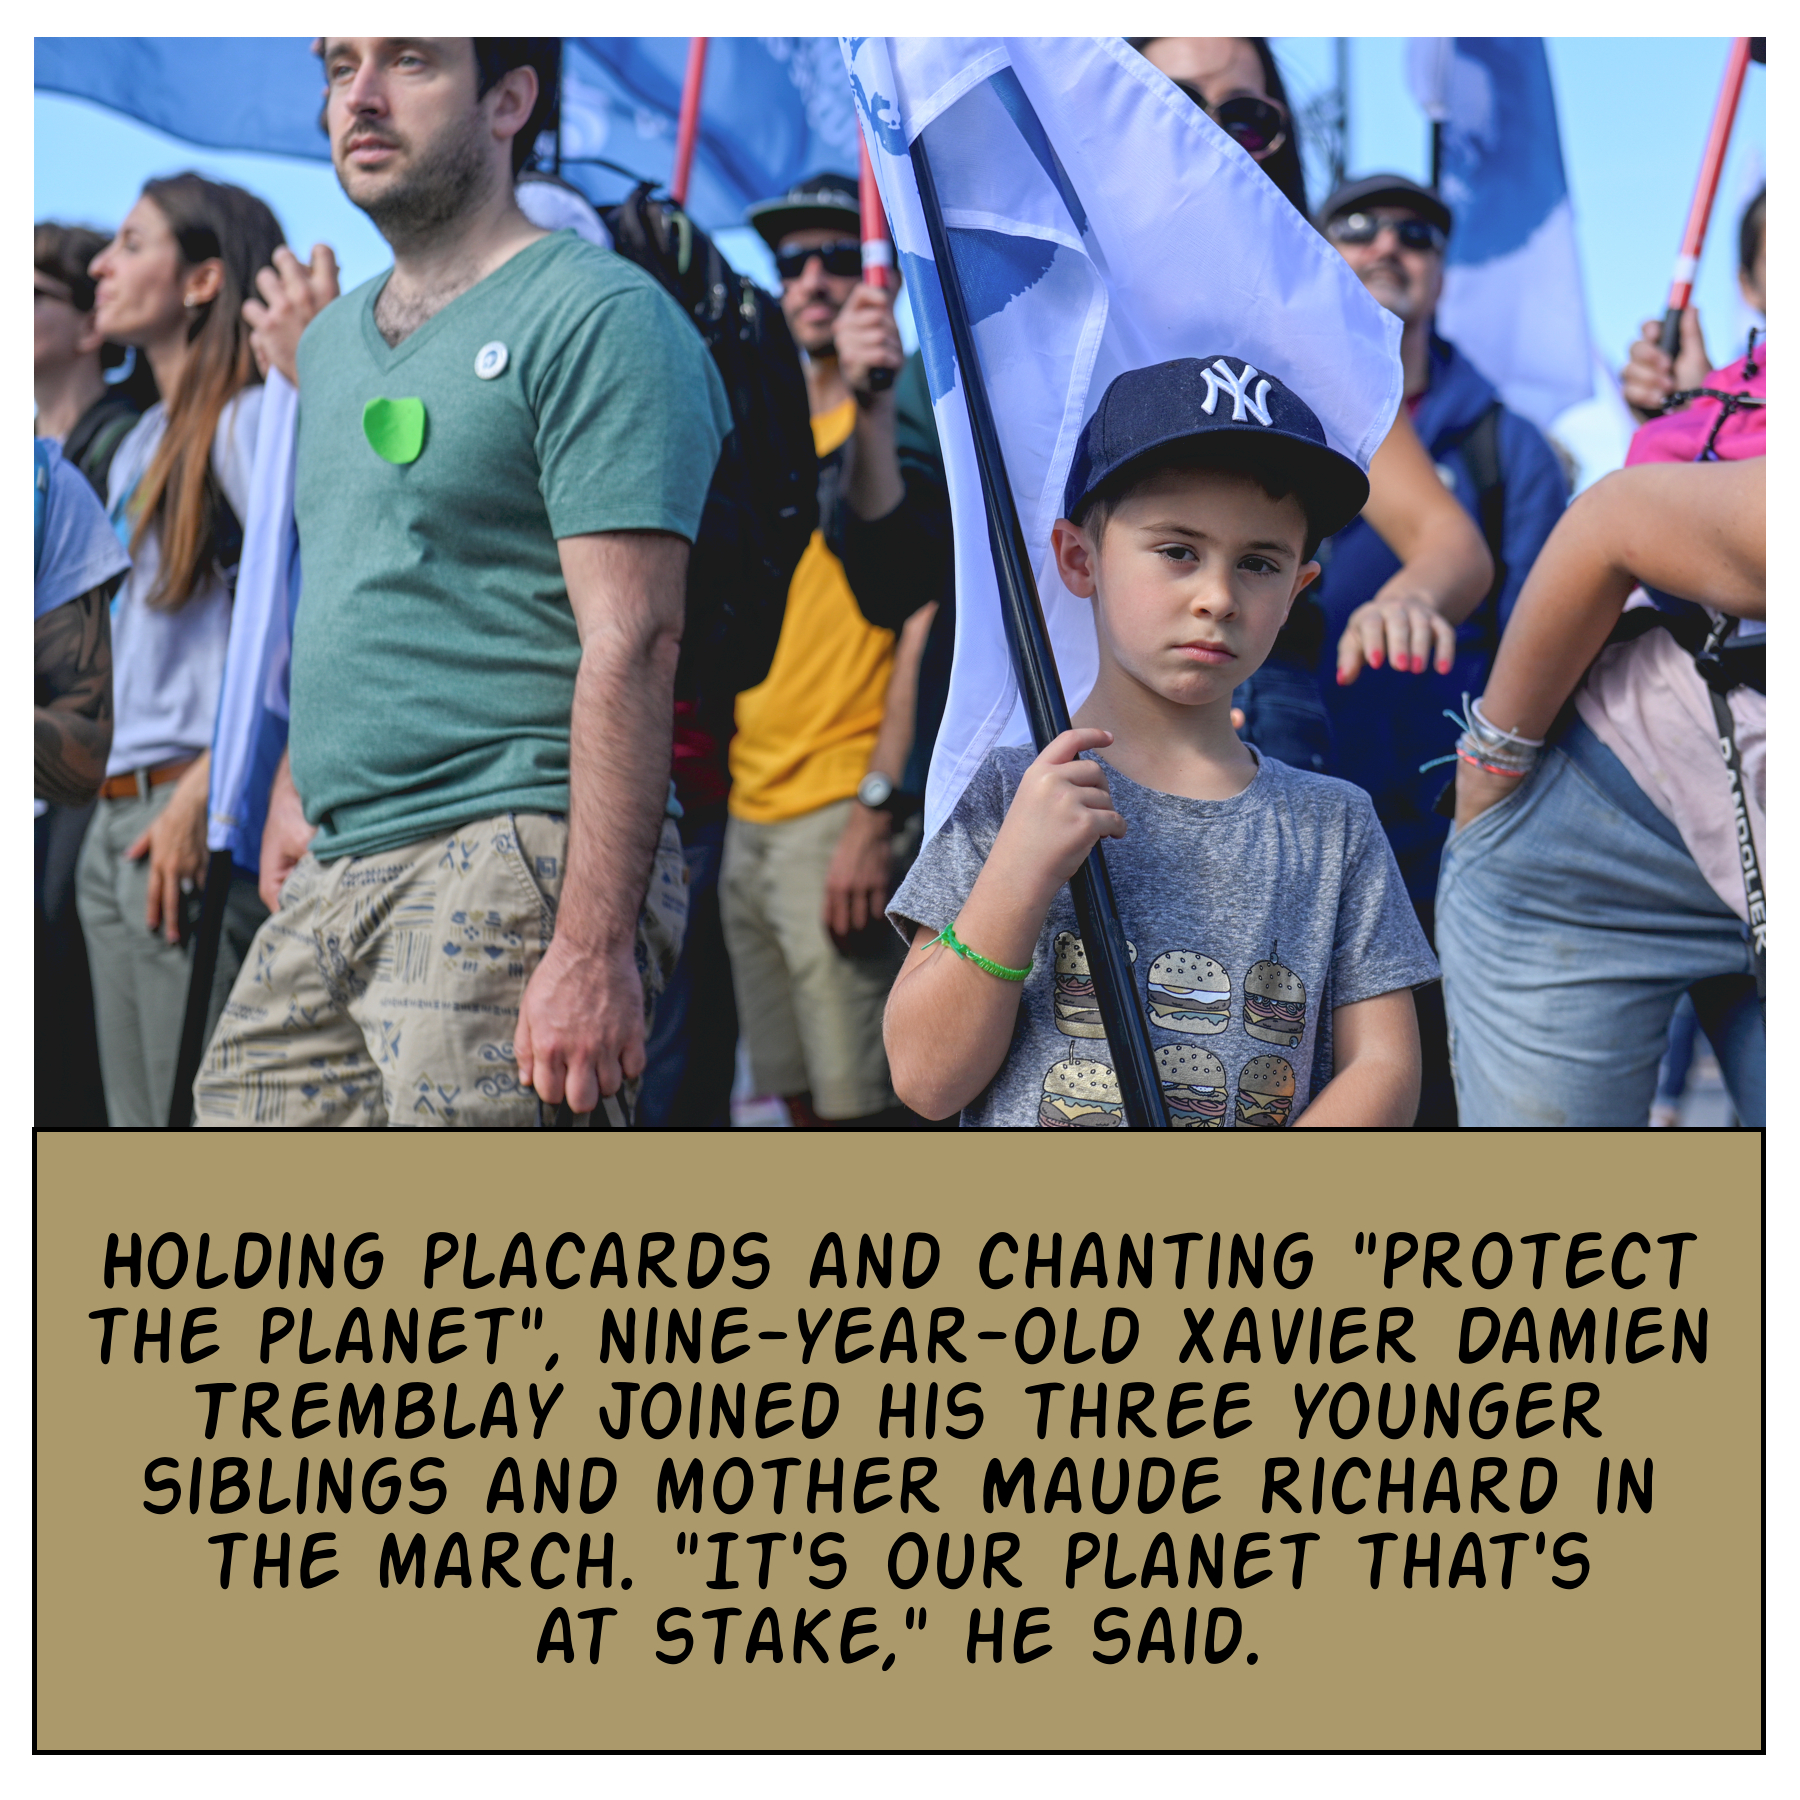 NY
BANDOLIER
HOLDING PLACARDS AND CHANTING "PROTECT
THE PLANET", NINE-YEAR-OLD XAVIER DAMIEN
TREMBLAY JOINED HIS THREE YOUNGER
SIBLINGS AND MOTHER MAUDE RICHARD IN
THE MARCH. "IT'S OUR PLANET THAT'S
AT STAKE," HE SAID.